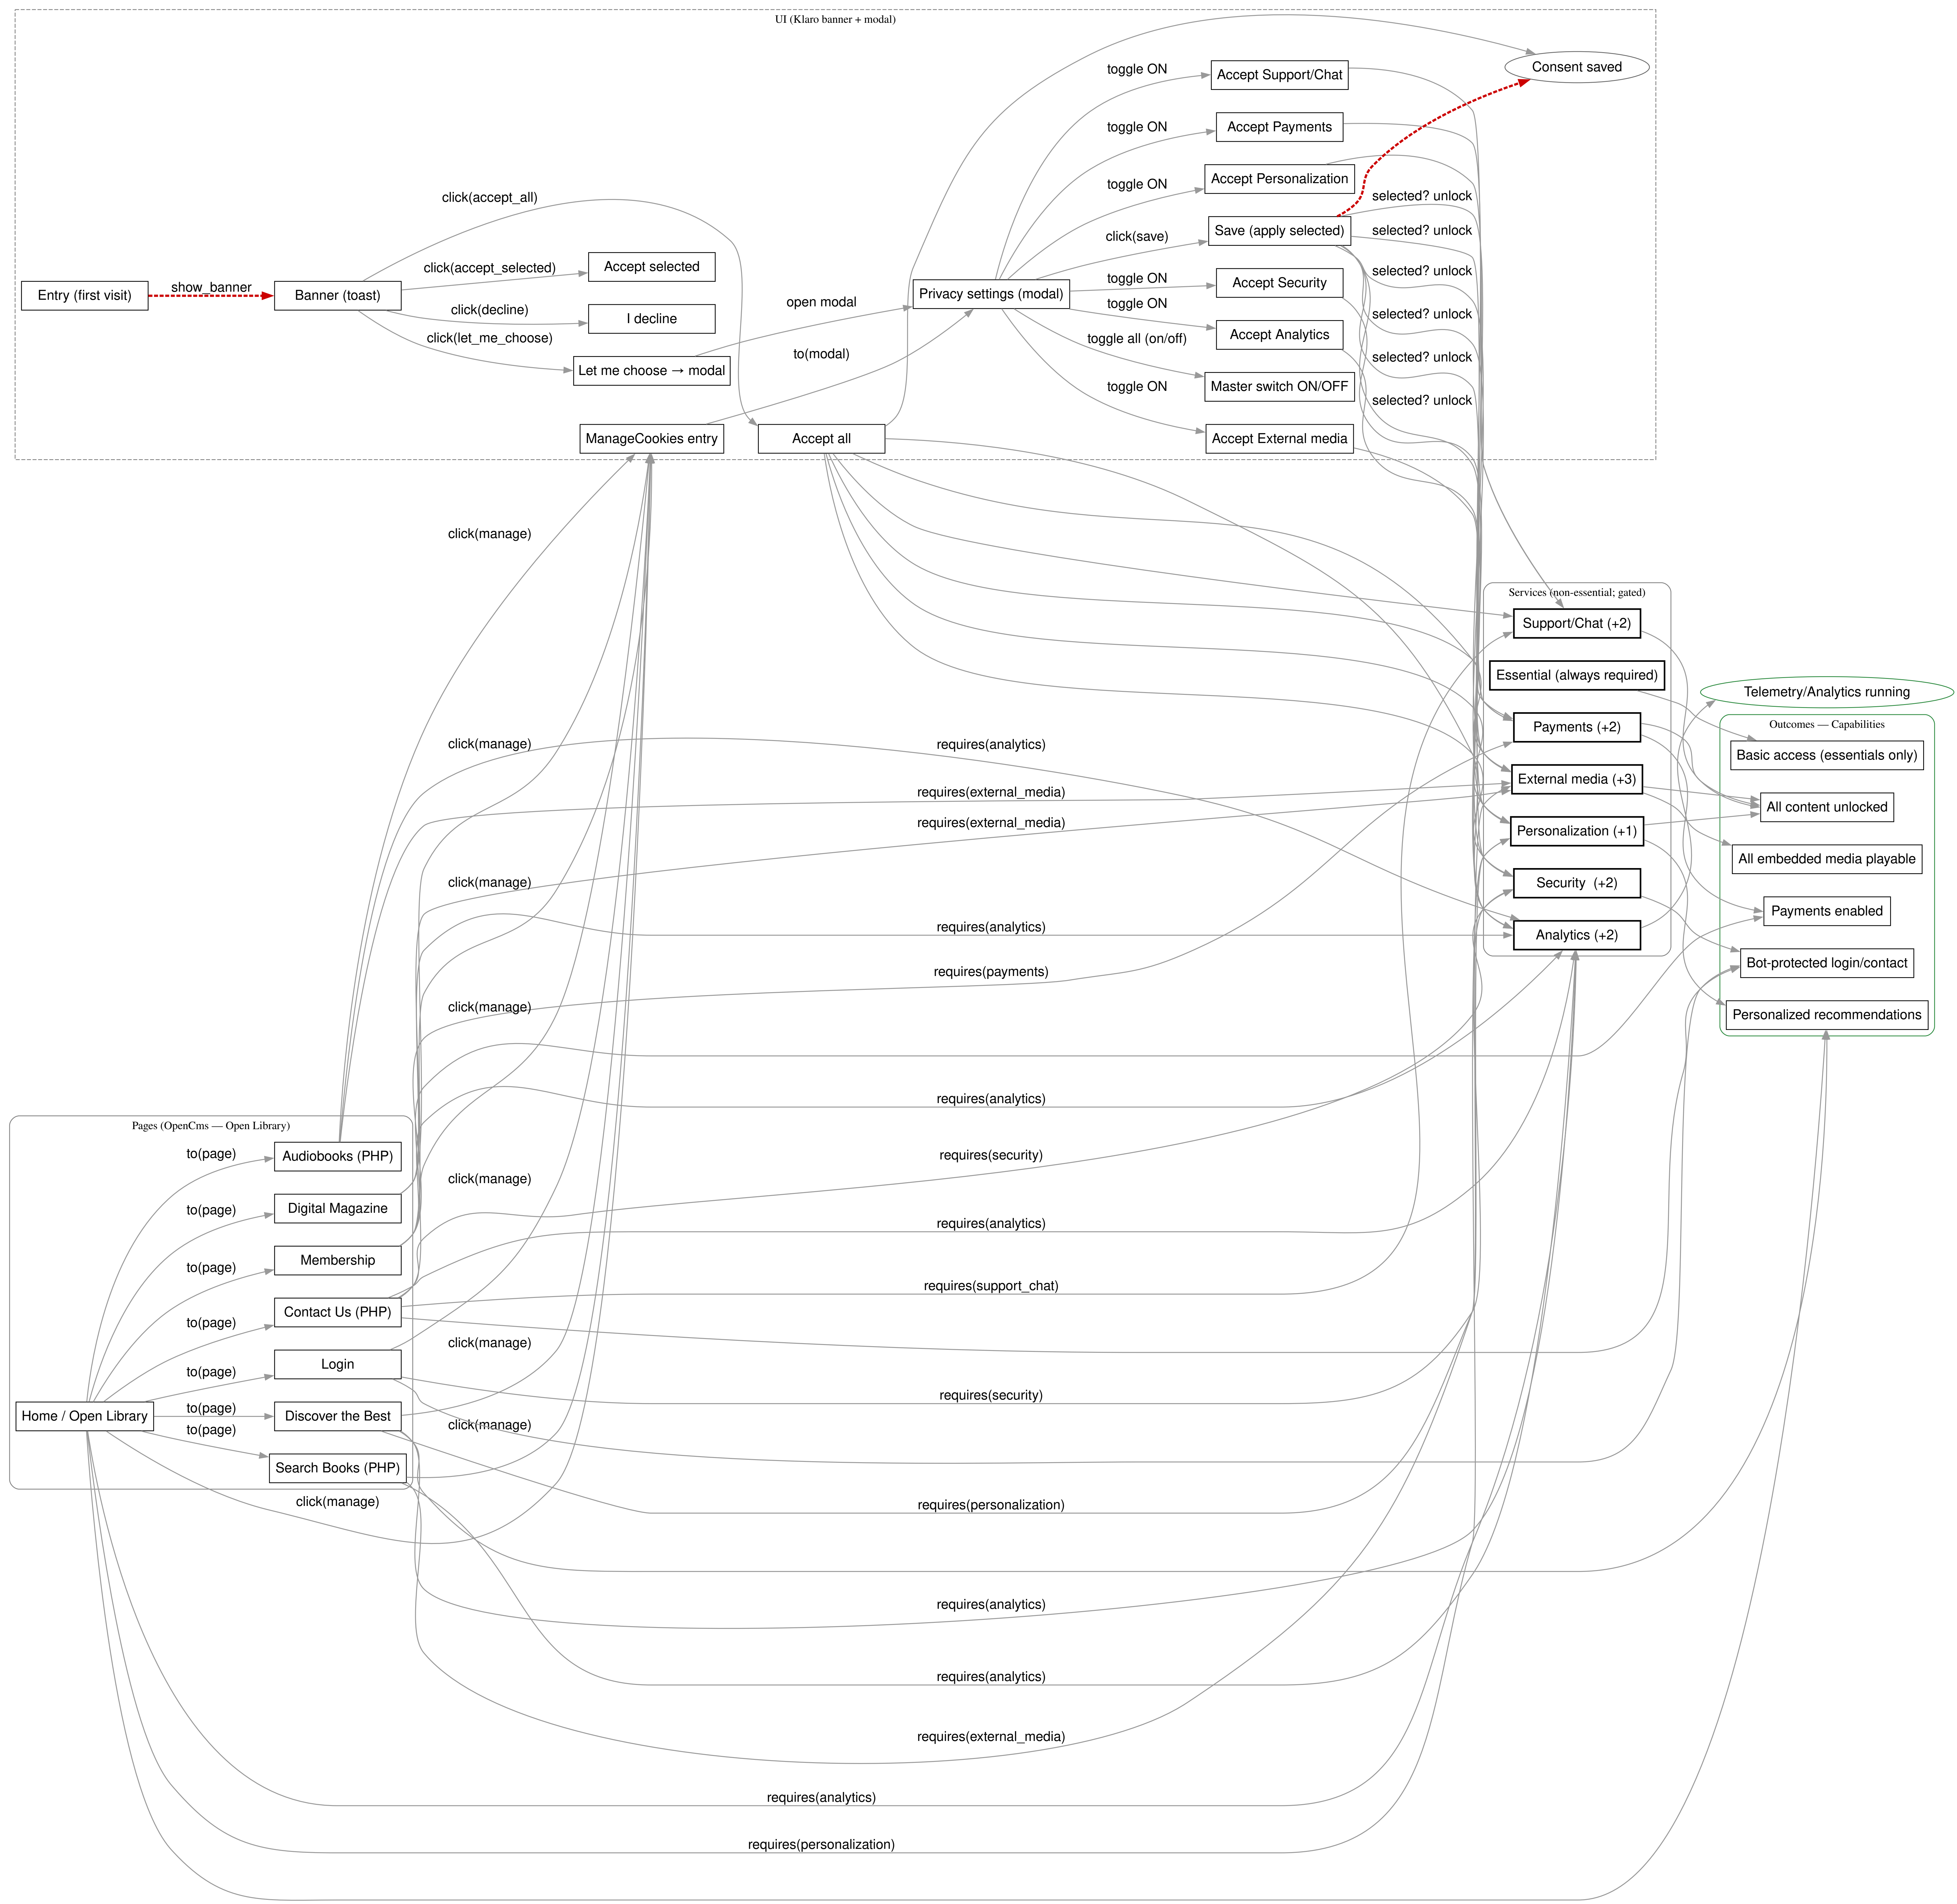 UI (Klaro banner + modal)
Consent saved
toggle ON
Accept Support/Chat
toggle ON
Accept Payments
toggle ON
Accept Personalization
selected? unlock
click(accept_all)
click(save)
Save (apply selected)
selected? unlock
click(accept_selected)
Accept selected
selected? unlock
toggle ON
Accept Security
Entry (first visit)
show_banner
Banner (toast)
open modal
Privacy settings (modal)
toggle ON
click(decline)
I decline
selected? unlock
Accept Analytics
click(let_me_choose)
toggle all (on/off)
to(modal)
selected? unlock
Let me choose → modal
toggle ON
Master switch ON/OFF
selected? unlock
ManageCookies entry
Accept all
Accept External media
click(manage)
Services (non-essential; gated)
Support/Chat (+2)
Essential (always required)
Telemetry/Analytics running
Outcomes — Capabilities
Payments (+2)
click(manage)
requires(analytics)
Basic access (essentials only)
External media (+3)
requires(external_media)
All content unlocked
requires(external_media)
Personalization (+1)
All embedded media playable
click(manage)
Security  (+2)
Payments enabled
requires(analytics)
Analytics (+2)
Bot-protected login/contact
requires(payments)
click(manage)
Personalized recommendations
requires(analytics)
Pages (OpenCms — Open Library)
to(page)
Audiobooks (PHP)
requires(security)
click(manage)
to(page)
Digital Magazine
requires(analytics)
to(page)
Membership
requires(support_chat)
to(page)
Contact Us (PHP)
click(manage)
to(page)
Login
requires(security)
Home / Open Library
to(page)
Discover the Best
click(manage)
to(page)
Search Books (PHP)
click(manage)
requires(personalization)
requires(analytics)
requires(analytics)
requires(external_media)
requires(analytics)
requires(personalization)